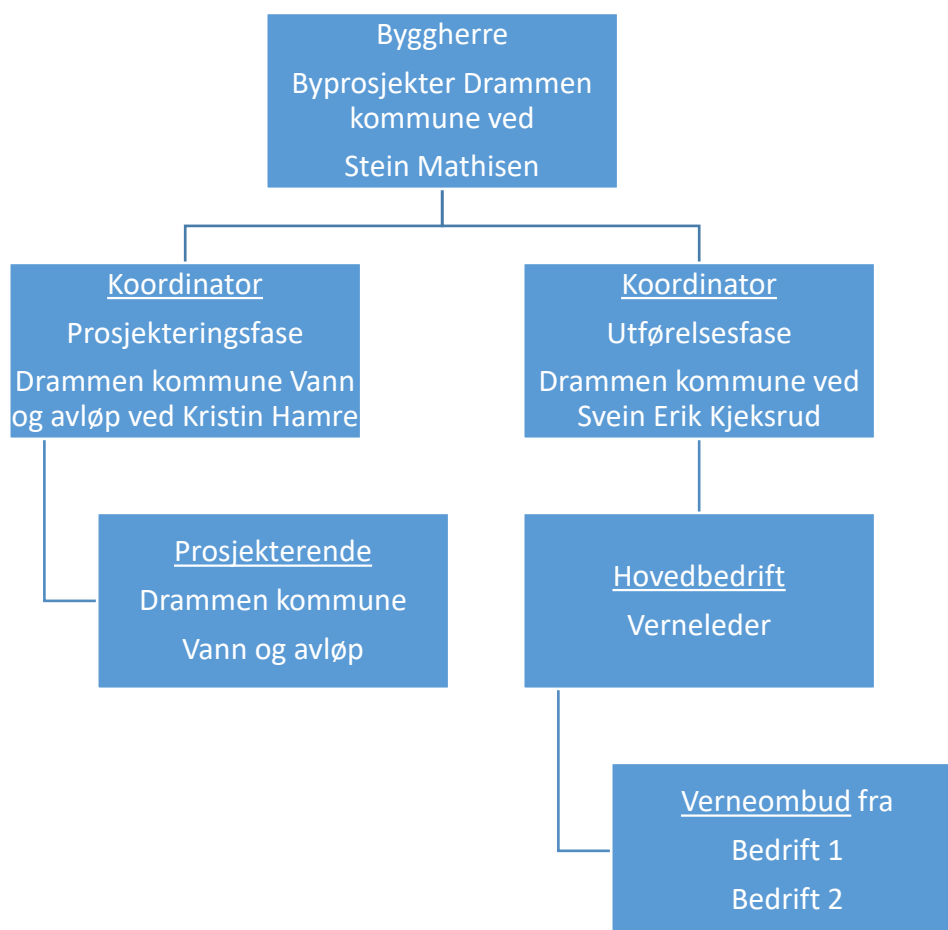 Byggherre
Byprosjekter Drammen
kommune ved
Stein Mathisen
Koordinator
Prosjekteringsfase
Drammen kommune Vann
og avløp ved Kristin Hamre
Koordinator
Utførelsesfase
Drammen kommune ved
Svein Erik Kjeksrud
Prosjekterende
Drammen kommune
Vann og avløp
Hovedbedrift
Verneleder
Verneombud fra
Bedrift 1
Bedrift 2